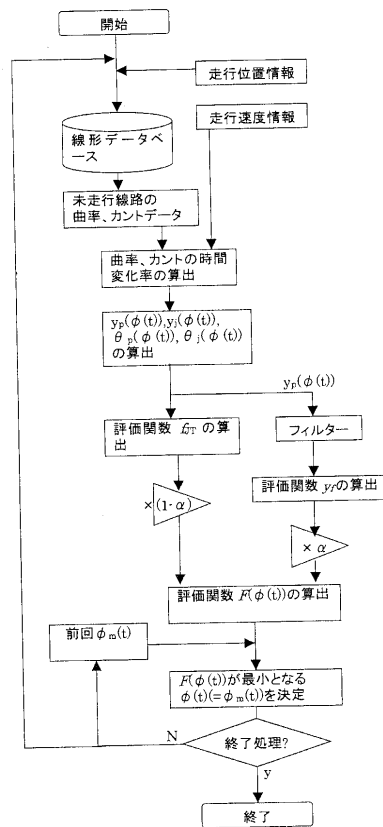 開始
走行位置情報
線形データベ
ース
走行速度情報
未走行線路の
曲率、カントデータ
曲率、カントの時間
変化率の算出
yp(φ(t)),yj(φ(t)),
θp(φ(t)),θj(φ(t))
の算出
yp(φ(t))
評価関数 の算
出
フィルター
評価関数 yfの算出
×(1-α)
×α
評価関数 F(φ(t))の算出
前回φm(t)
F(φ(t))が最小となる
φ(t)(=φm(t))を決定
N
終了処理?
y
終了